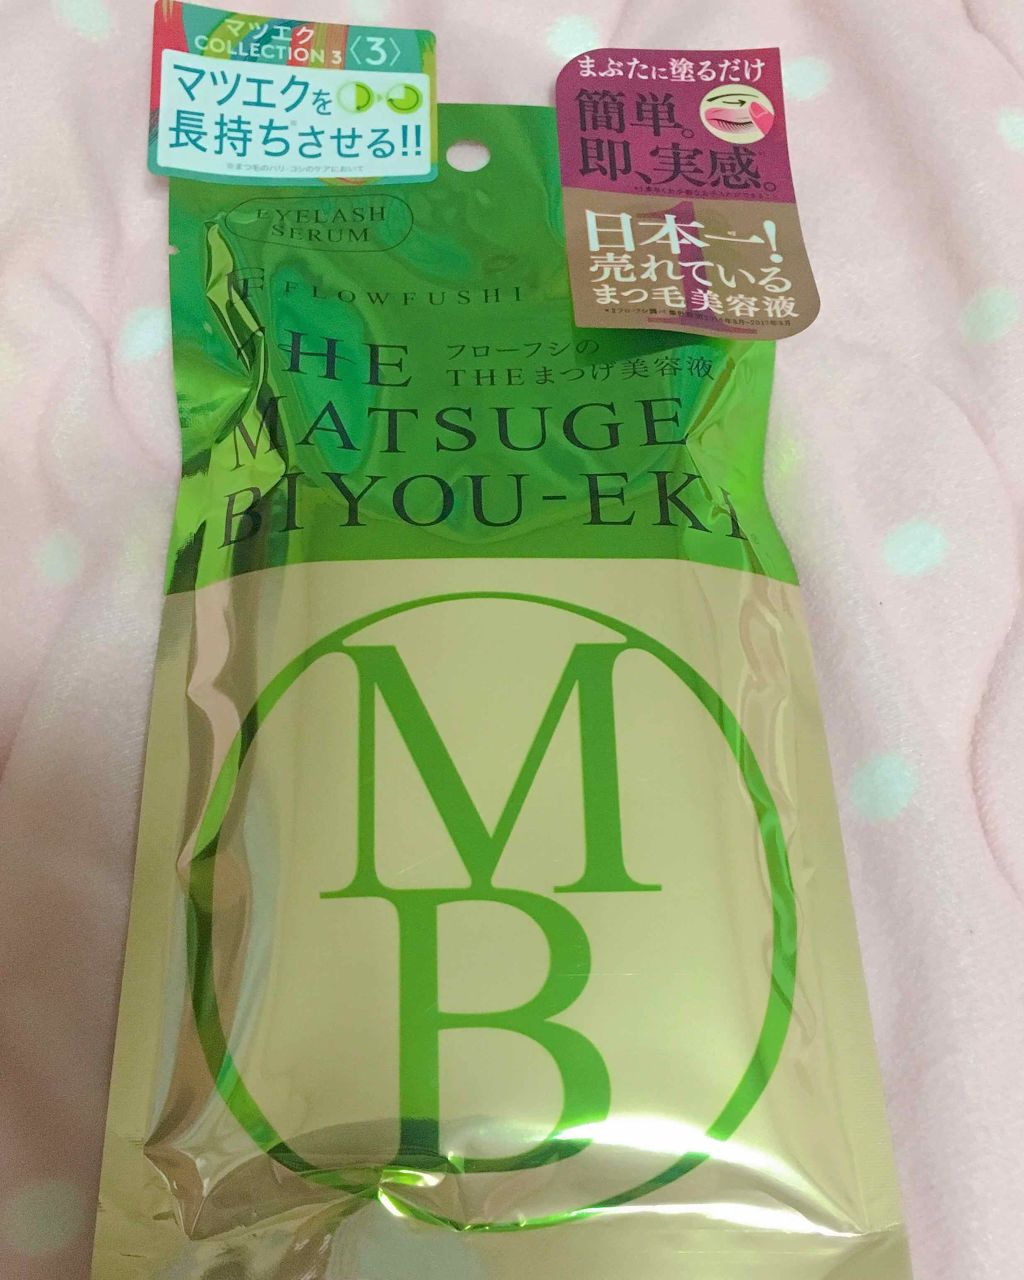 マツエク
COLLECTION 3 〈3〉
マツエクを
長持ち※させる!!
※まつ毛のハリ・コシのケアにおいて
まぶたに塗るだけ
簡単。
即、実感。
日本一!
売れている
まつ毛美容液
EYELASH
SERUM
F FLOWFUSHI
THE
フローフシの
THEまつげ美容液
MATSUGE
BIYOU-EKI
M
B